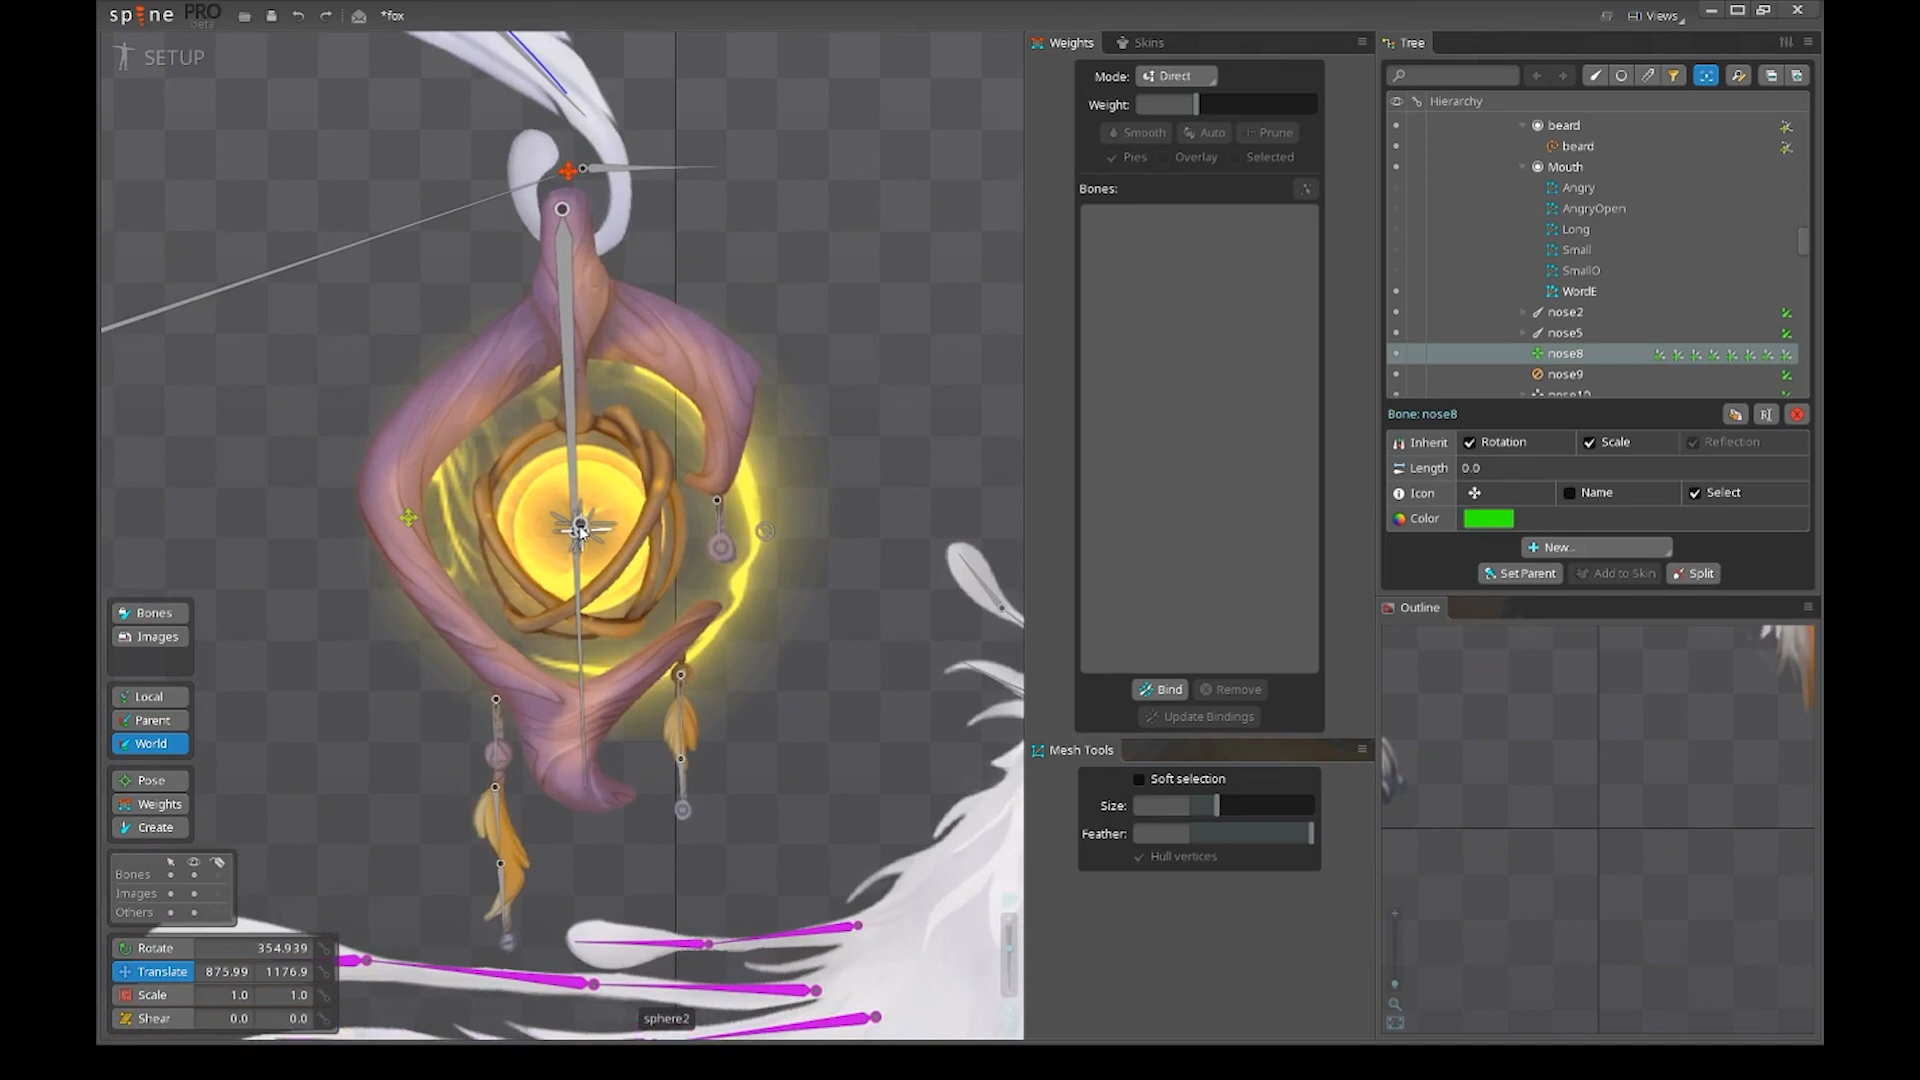 spine PRO beta *fox Views
SETUP
Bones
Images
Local
Parent
World
Pose
Weights
Create
Bones
Images
Others
Rotate 354.939
Translate 875.99 1176.9
Scale 1.0 1.0
Shear 0.0 0.0
sphere2
Weights Skins
Mode: Direct
Weight:
Smooth Auto Prune
Pies Overlay Selected
Bones:
Bind Remove
Update Bindings
Mesh Tools
Soft selection
Size:
Feather:
Hull vertices
Tree
Hierarchy
beard
beard
Mouth
Angry
AngryOpen
Long
Small
SmallO
WordE
nose2
nose5
nose8
nose9
nose10
Bone: nose8
Inherit Rotation Scale Reflection
Length 0.0
Icon Name Select
Color
New...
Set Parent Add to Skin Split
Outline